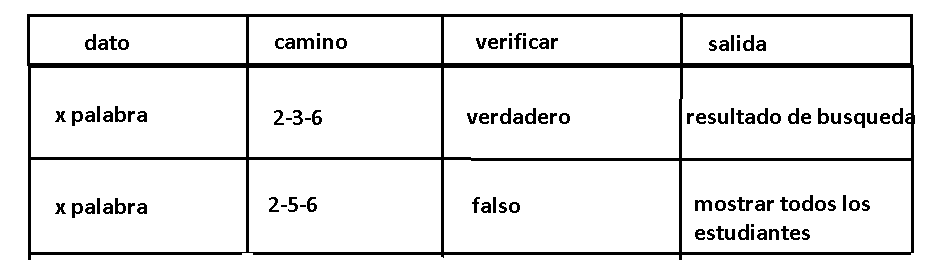 dato camino verificar salida
x palabra 2-3-6 verdadero resultado de busqueda
x palabra 2-5-6 falso mostrar todos los
estudiantes